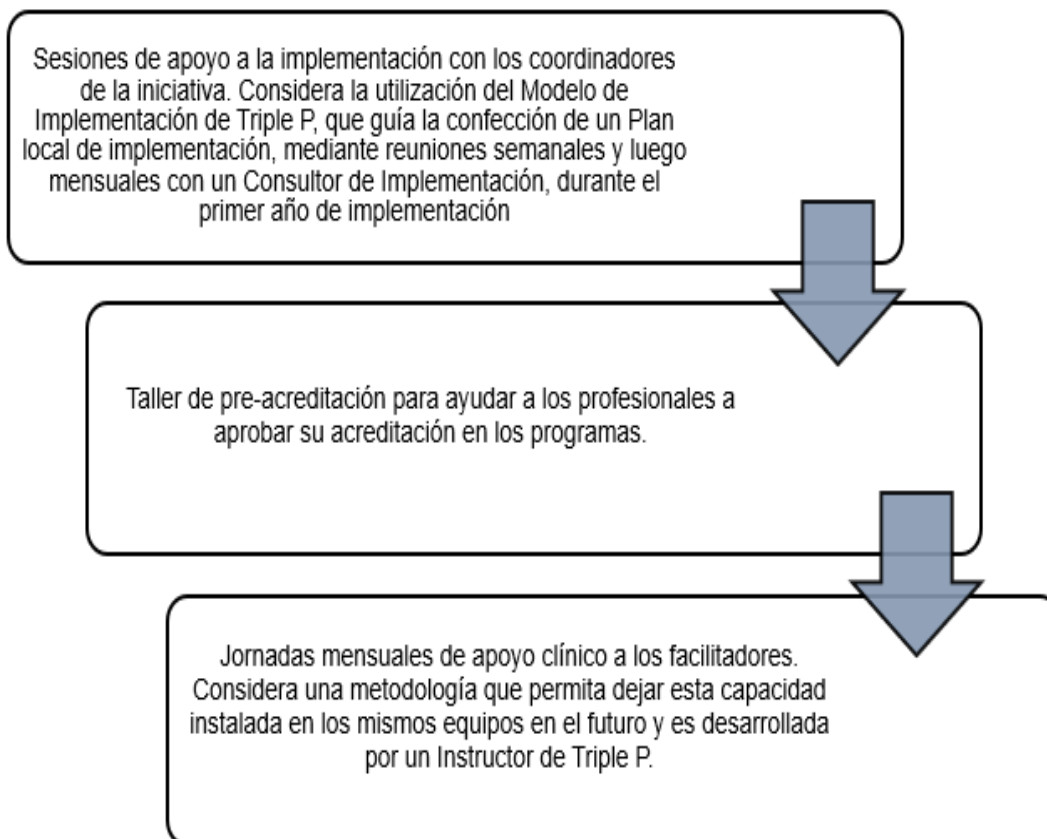 Sesiones de apoyo a la implementación con los coordinadores
de la iniciativa. Considera la utilización del Modelo de
Implementación de Triple P, que guía la confección de un Plan
local de implementación, mediante reuniones semanales y luego
mensuales con un Consultor de Implementación, durante el
primer año de implementación
Taller de pre-acreditación para ayudar a los profesionales a
aprobar su acreditación en los programas.
Jornadas mensuales de apoyo clínico a los facilitadores.
Considera una metodología que permita dejar esta capacidad
instalada en los mismos equipos en el futuro y es desarrollada
por un Instructor de Triple P.